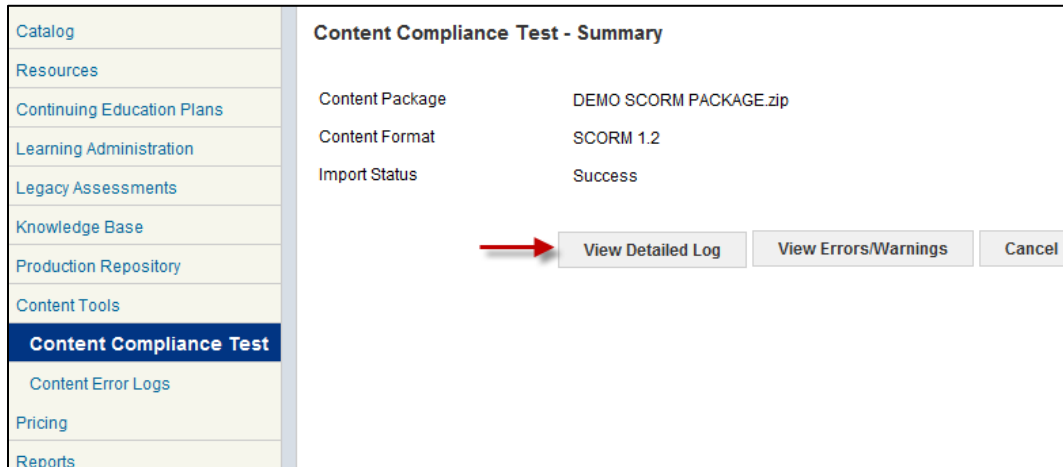 Catalog
Resources
Continuing Education Plans
Learning Administration
Legacy Assessments
Knowledge Base
Production Repository
Content Tools
Content Compliance Test
Content Error Logs
Pricing
Reports
Content Compliance Test - Summary
Content Package DEMO SCORM PACKAGE.zip
Content Format SCORM 1.2
Import Status Success
View Detailed Log View Errors/Warnings Cancel